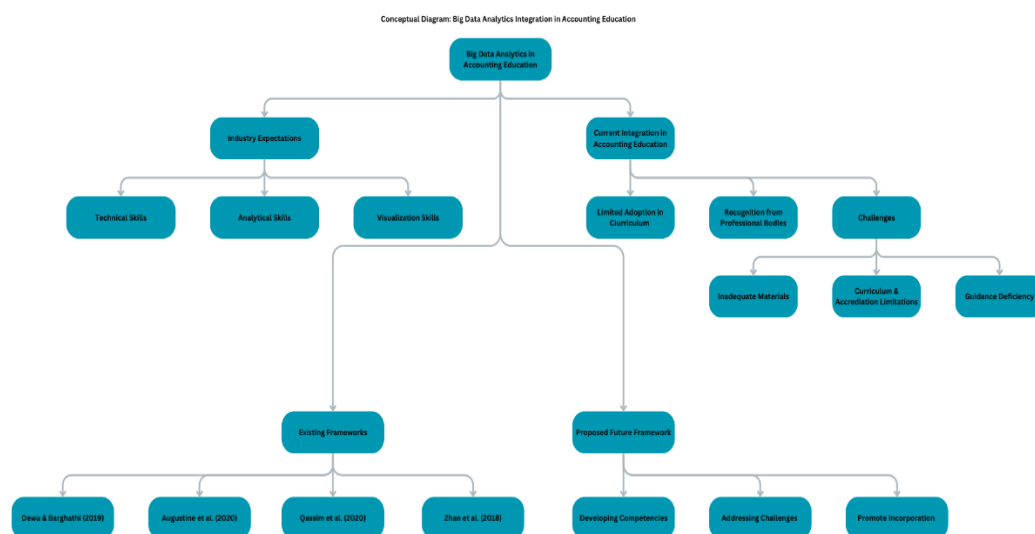 Conceptual Diagram: Big Data Analytics Integration in Accounting Education
Big Data Analytics in
Accounting Education
Industry Expectations
Current Integration in
Accounting Education
Technical Skills
Analytical Skills
Visualization Skills
Limited Adoption in
Clurriculum
Recognition from
Professional Bodies
Challenges
Inadequate Materials
Curriculum &
Accrediation Limitations
Guidance Deficiency
Existing Frameworks
Proposed Future Framework
Dewu & Barghathi (2019)
Augustine et al. (2020)
Qassim et al. (2020)
Zhan et al. (2018)
Developing Competencies
Addressing Challenges
Promote Incorporation